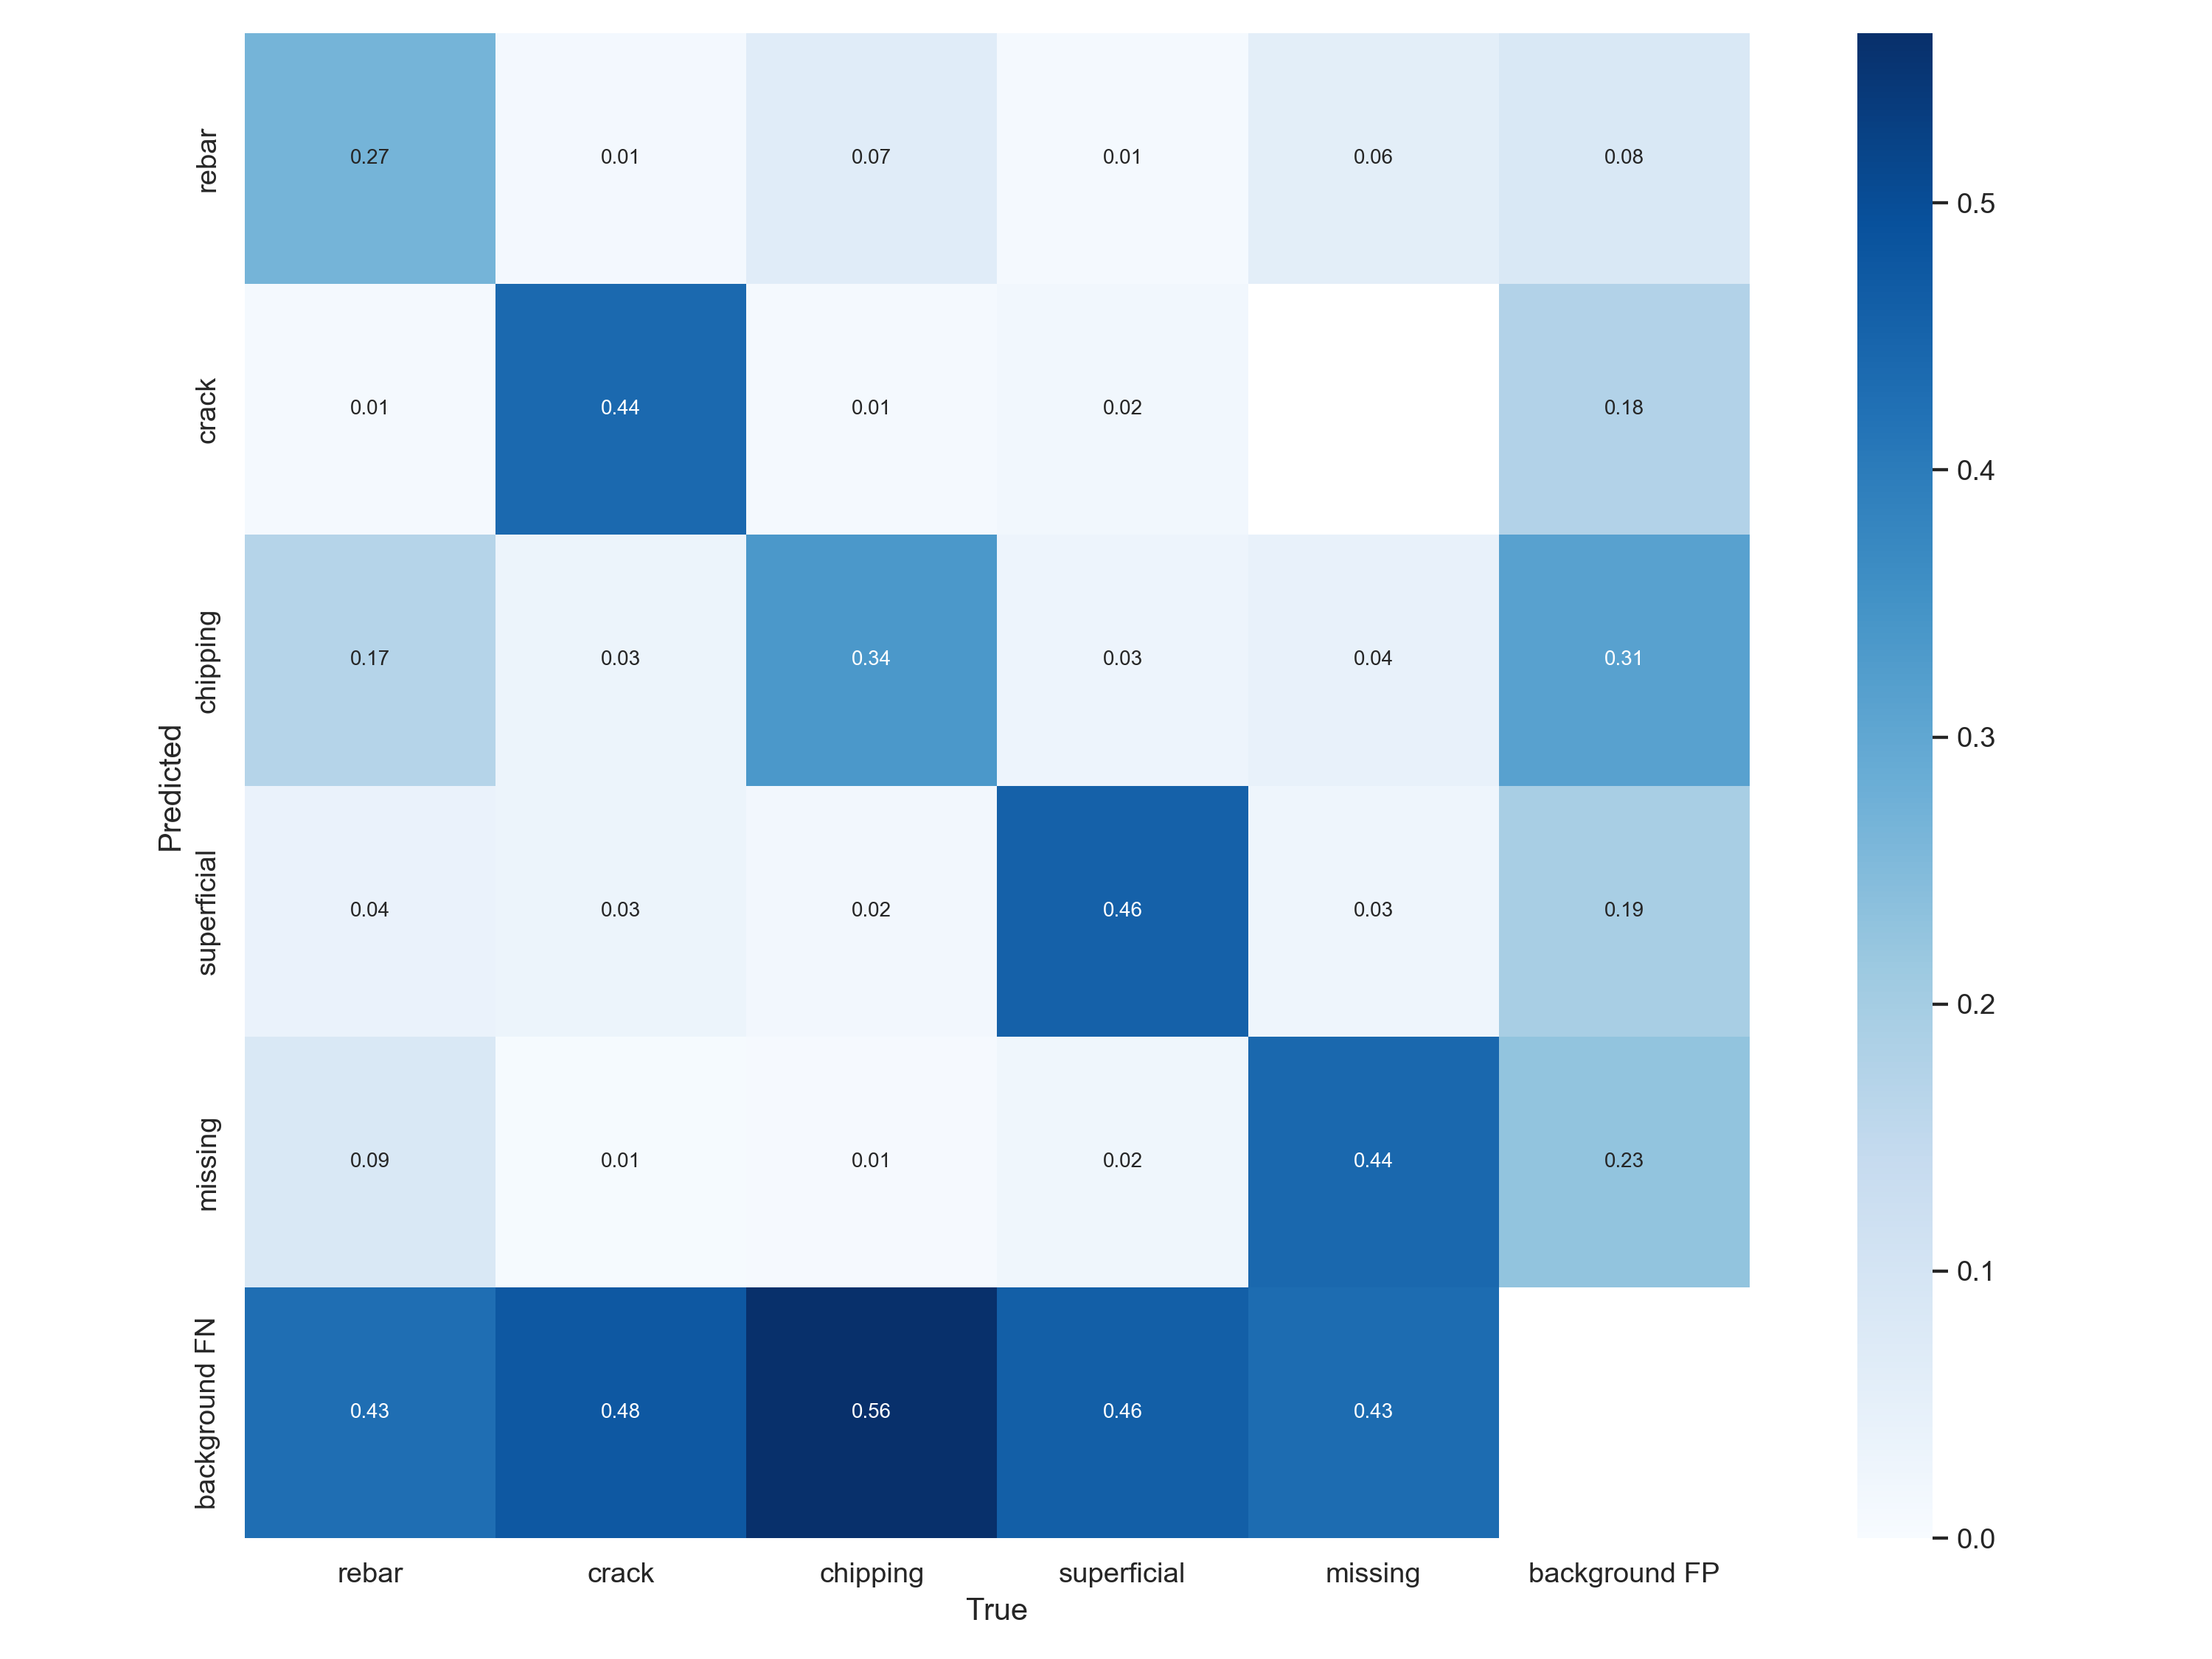 rebar 0.27 0.01 0.07 0.01 0.06 0.08
crack 0.01 0.44 0.01 0.02 0.18
chipping 0.17 0.03 0.34 0.03 0.04 0.31
superficial 0.04 0.03 0.02 0.46 0.03 0.19
missing 0.09 0.01 0.01 0.02 0.44 0.23
background FN 0.43 0.48 0.56 0.46 0.43
Predicted
rebar crack chipping superficial missing background FP
True
0.5
0.4
0.3
0.2
0.1
0.0